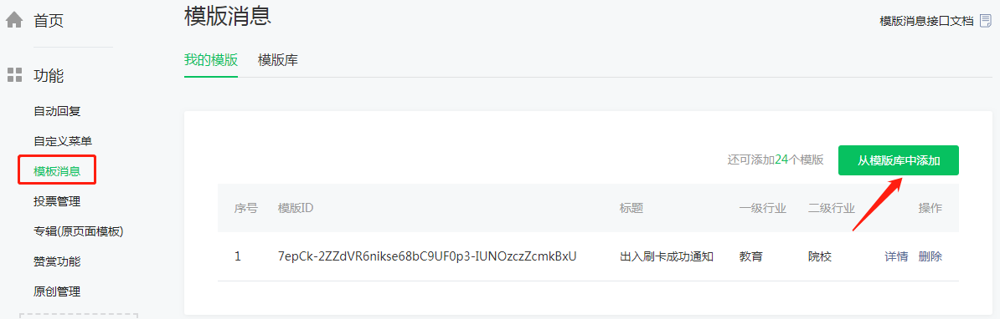 首页
功能
自动回复
自定义菜单
模板消息
投票管理
专辑(原页面模板)
赞赏功能
原创管理
模版消息
模版消息接口文档
我的模版 模版库
还可添加24个模版 从模版库中添加
序号 模版ID 标题 一级行业 二级行业 操作
1 7epCk-2ZZdVR6nikse68bC9UF0p3-IUNOzczZcmkBxU 出入刷卡成功通知 教育 院校 详情 删除